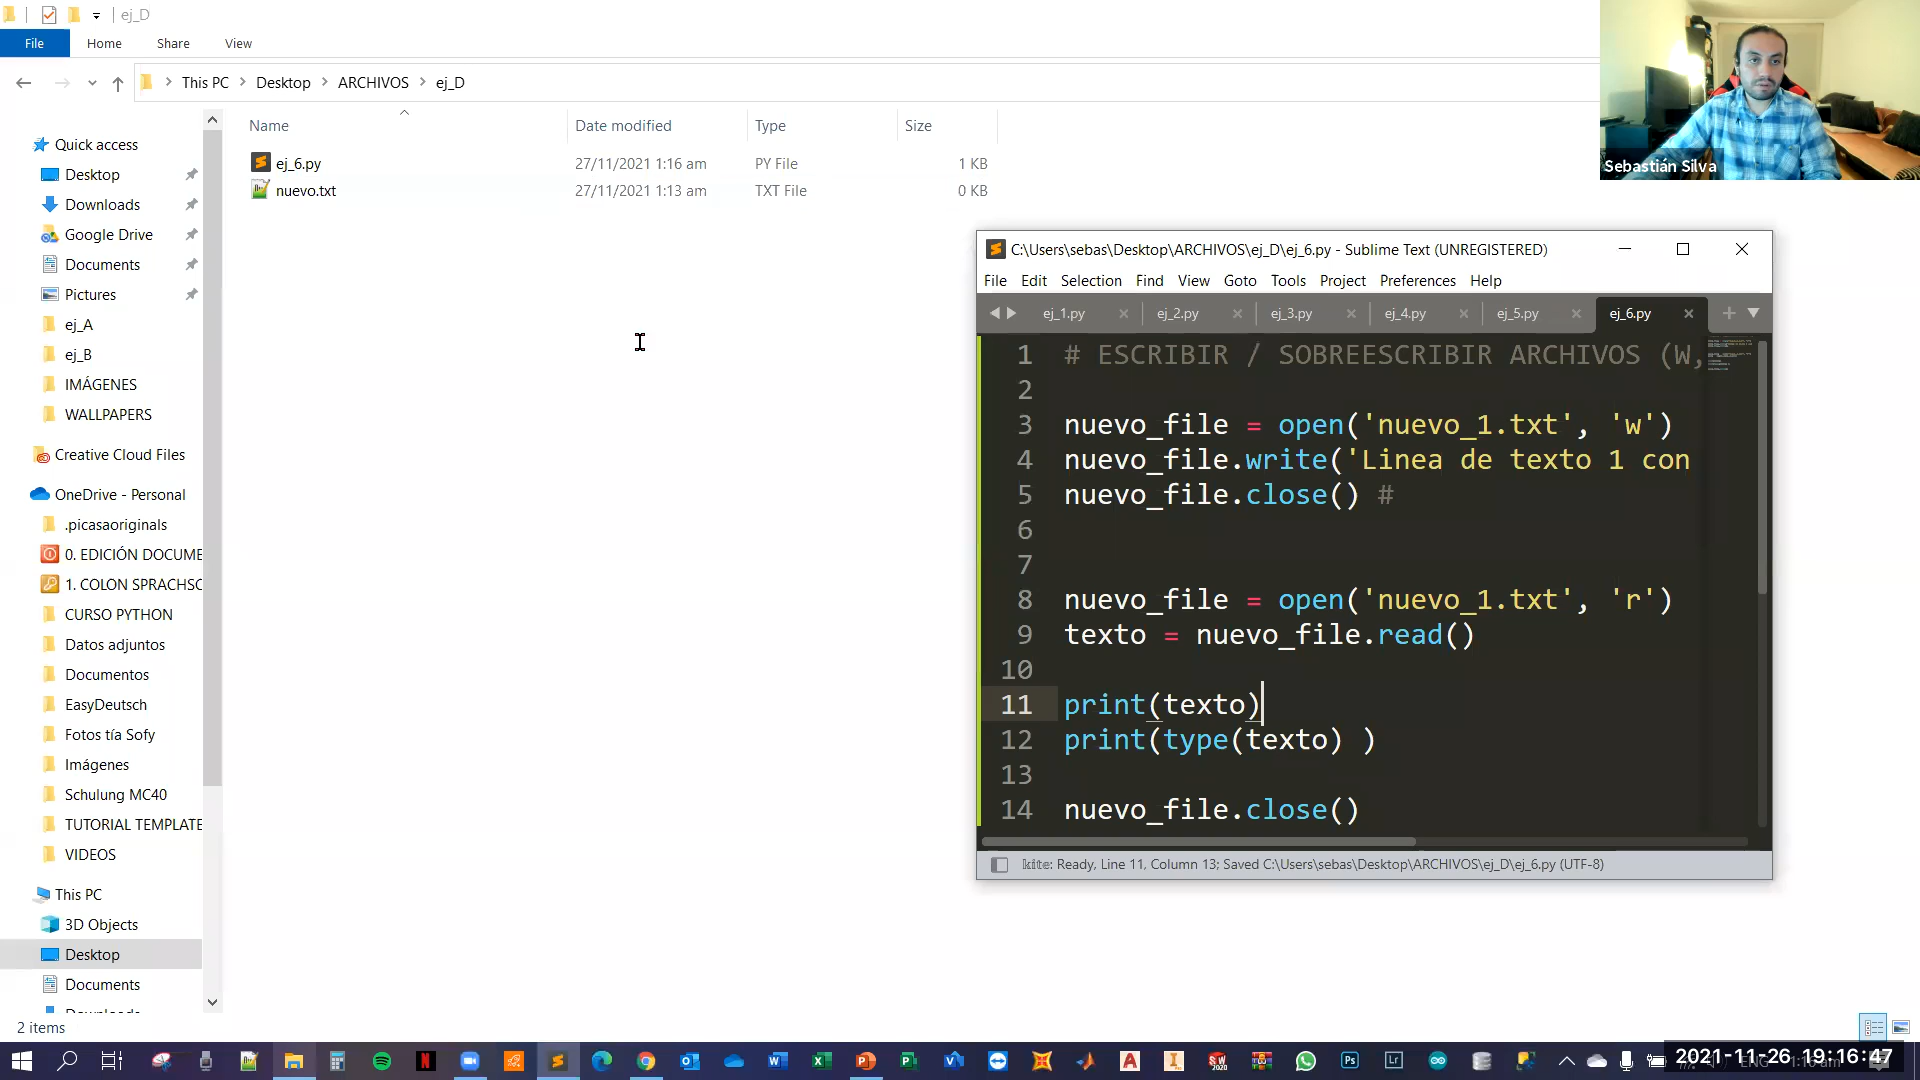 ej_D
File Home Share View
This PC Desktop ARCHIVOS ej_D
Name Date modified Type Size
ej_6.py 27/11/2021 1:16 am PY File 1 KB
nuevo.txt 27/11/2021 1:13 am TXT File 0 KB
Quick access
Desktop
Downloads
Google Drive
Documents
Pictures
ej_A
ej_B
IMÁGENES
WALLPAPERS
Creative Cloud Files
OneDrive - Personal
.picasaoriginals
0. EDICIÓN DOCUME
1. COLON SPRACHSC
CURSO PYTHON
Datos adjuntos
Documentos
EasyDeutsch
Fotos tía Sofy
Imágenes
Schulung MC40
TUTORIAL TEMPLATE
VIDEOS
This PC
3D Objects
Desktop
Documents
2 items
Sebastián Silva
C:\Users\sebas\Desktop\ARCHIVOS\ej_D\ej_6.py - Sublime Text (UNREGISTERED)
File Edit Selection Find View Goto Tools Project Preferences Help
ej_1.py ej_2.py ej_3.py ej_4.py ej_5.py ej_6.py
1 # ESCRIBIR / SOBREESCRIBIR ARCHIVOS (W,
2
3 nuevo_file = open('nuevo_1.txt', 'w')
4 nuevo_file.write('Linea de texto 1 con
5 nuevo_file.close() #
6
7
8 nuevo_file = open('nuevo_1.txt', 'r')
9 texto = nuevo_file.read()
10
11 print(texto)
12 print(type(texto) )
13
14 nuevo_file.close()
kite: Ready, Line 11, Column 13; Saved C:\Users\sebas\Desktop\ARCHIVOS\ej_D\ej_6.py (UTF-8)
2021-11-26 19:16:47